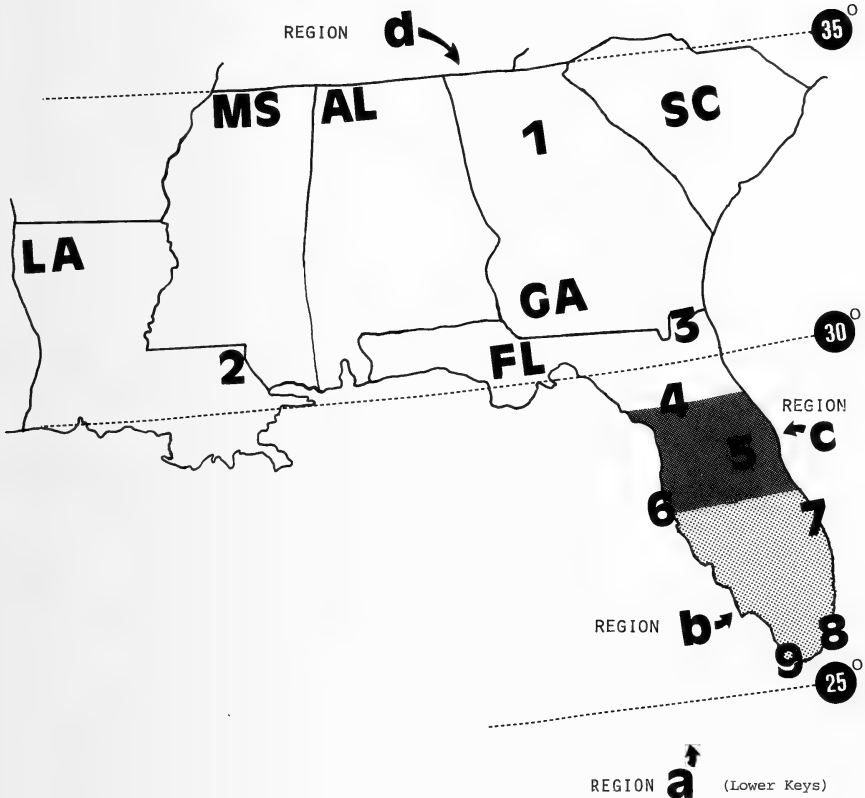 REGION d
35°
MS
AL
1
SC
LA
GA
3
2
FL
30°
4
REGION
c
5
6
7
REGION b
8
9
25°
REGION a (Lower Keys)